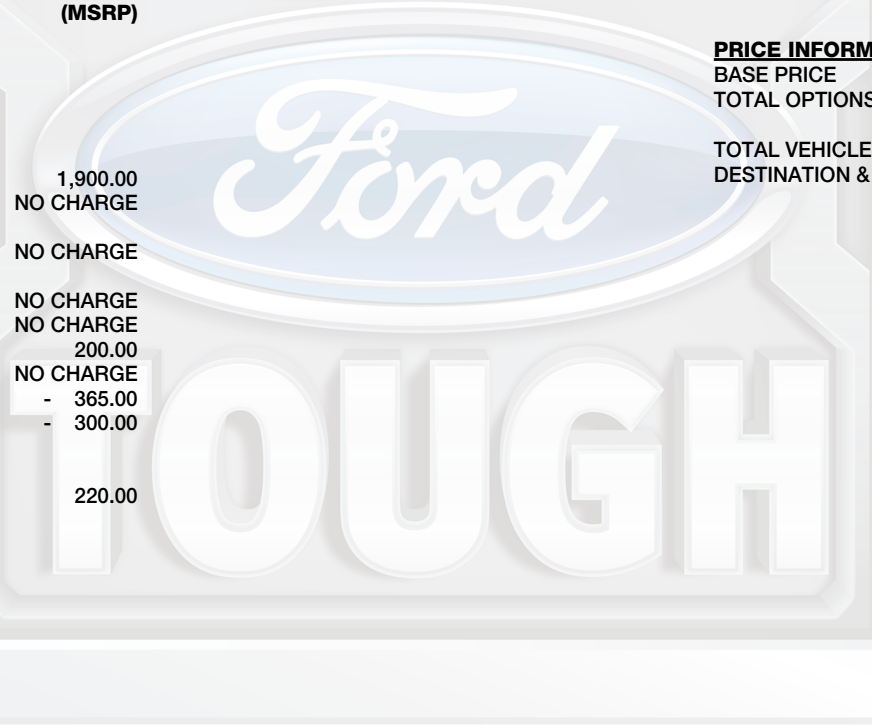 (MSRP)
1,900.00
NO CHARGE
NO CHARGE
NO CHARGE
NO CHARGE
200.00
NO CHARGE
- 365.00
- 300.00
220.00
PRICE INFORM
BASE PRICE
TOTAL OPTIONS
TOTAL VEHICLE
DESTINATION &
Ford
TOUGH